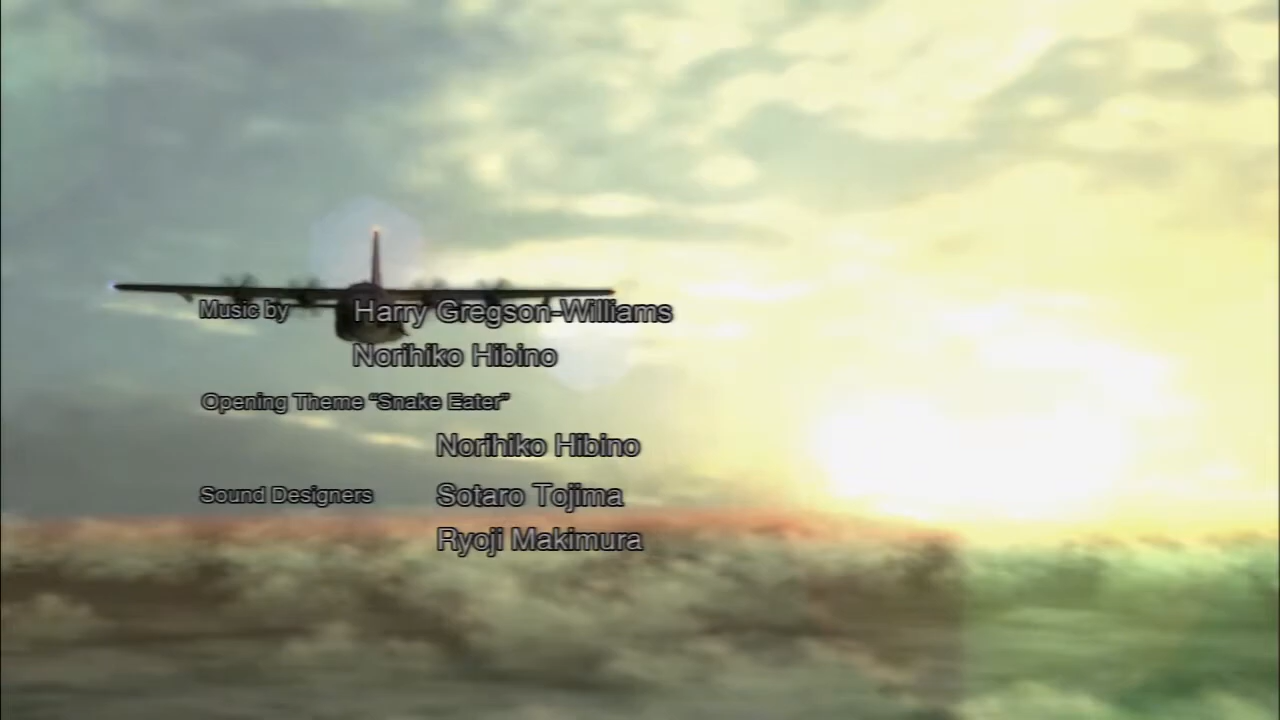 Music by Harry Gregson-Williams
Norihiko Hibino
Opening Theme “Snake Eater”
Norihiko Hibino
Sound Designers Sotaro Tojima
Ryoji Makimura